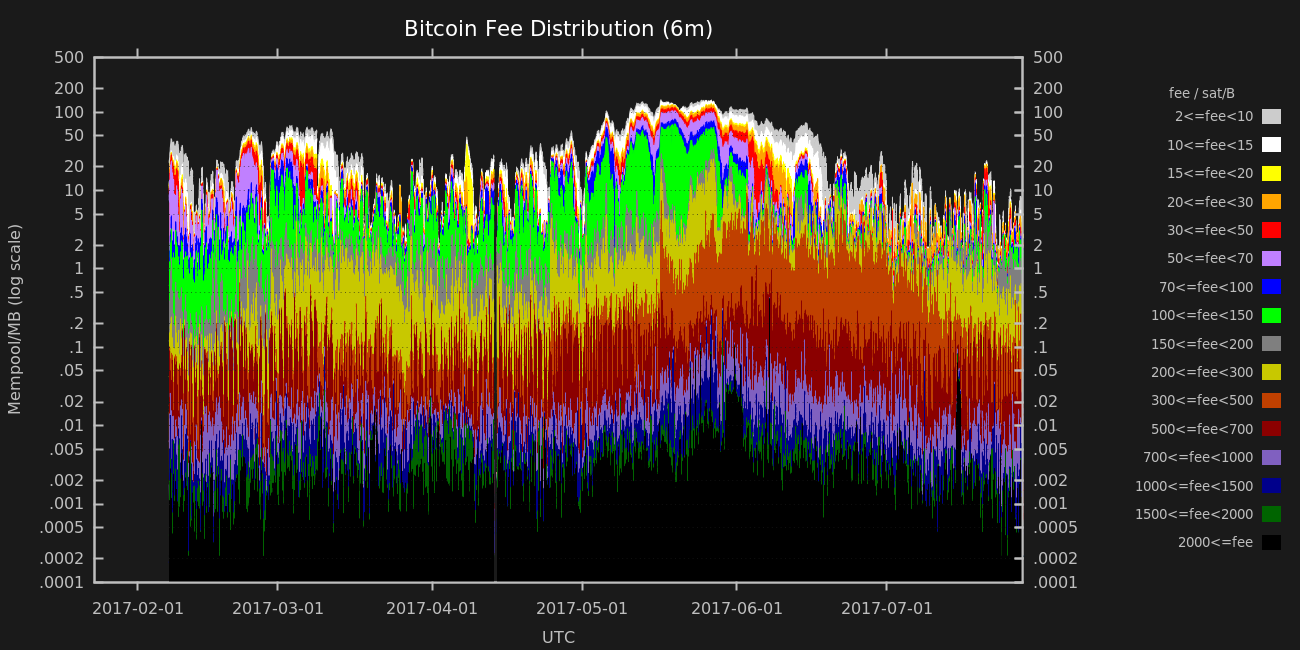 Bitcoin Fee Distribution (6m)
500
200
100
50
20
10
5
2
1
.5
.2
.1
.05
.02
.01
.005
.002
.001
.0005
.0002
.0001
Mempool/MB (log scale)
500
200
100
50
20
10
5
2
1
.5
.2
.1
.05
.02
.01
.005
.002
.001
.0005
.0002
.0001
2017-02-01 2017-03-01 2017-04-01 2017-05-01 2017-06-01 2017-07-01
UTC
fee / sat/B
2<=fee<10
10<=fee<15
15<=fee<20
20<=fee<30
30<=fee<50
50<=fee<70
70<=fee<100
100<=fee<150
150<=fee<200
200<=fee<300
300<=fee<500
500<=fee<700
700<=fee<1000
1000<=fee<1500
1500<=fee<2000
2000<=fee